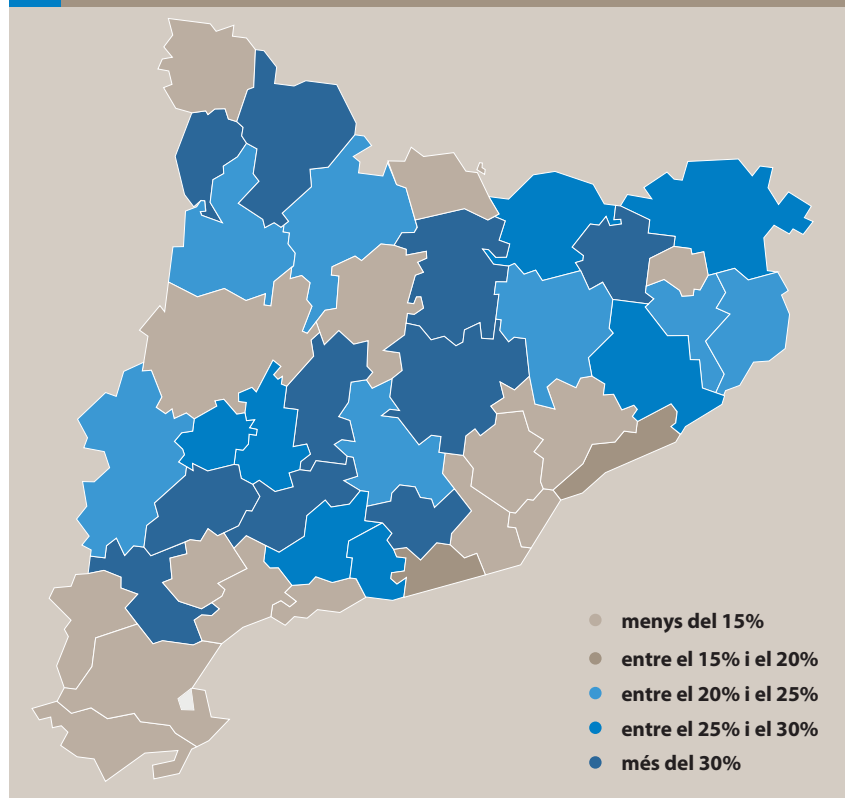 menys del 15%
entre el 15% i el 20%
entre el 20% i el 25%
entre el 25% i el 30%
més del 30%